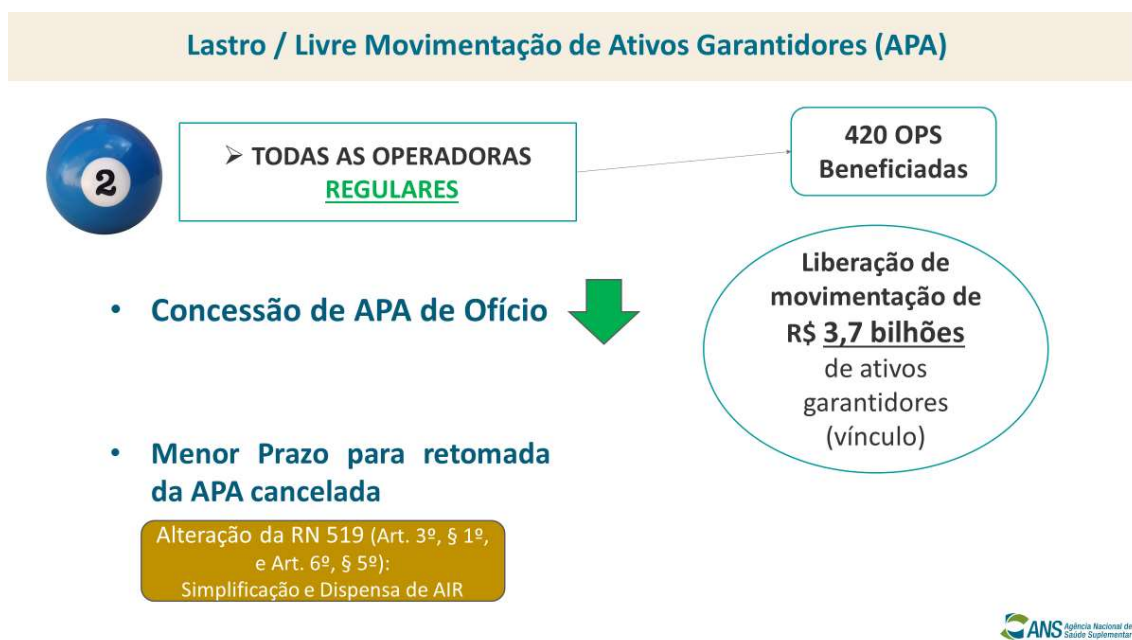 Lastro / Livre Movimentação de Ativos Garantidores (APA)
2
➢ TODAS AS OPERADORAS
REGULARES
420 OPS
Beneficiadas
• Concessão de APA de Ofício
Liberação de
movimentação de
R$ 3,7 bilhões
de ativos
garantidores
(vínculo)
• Menor Prazo para retomada
da APA cancelada
Alteração da RN 519 (Art. 3º, § 1º,
e Art. 6º, § 5º):
Simplificação e Dispensa de AIR
ANS Agência Nacional de
Saúde Suplementar